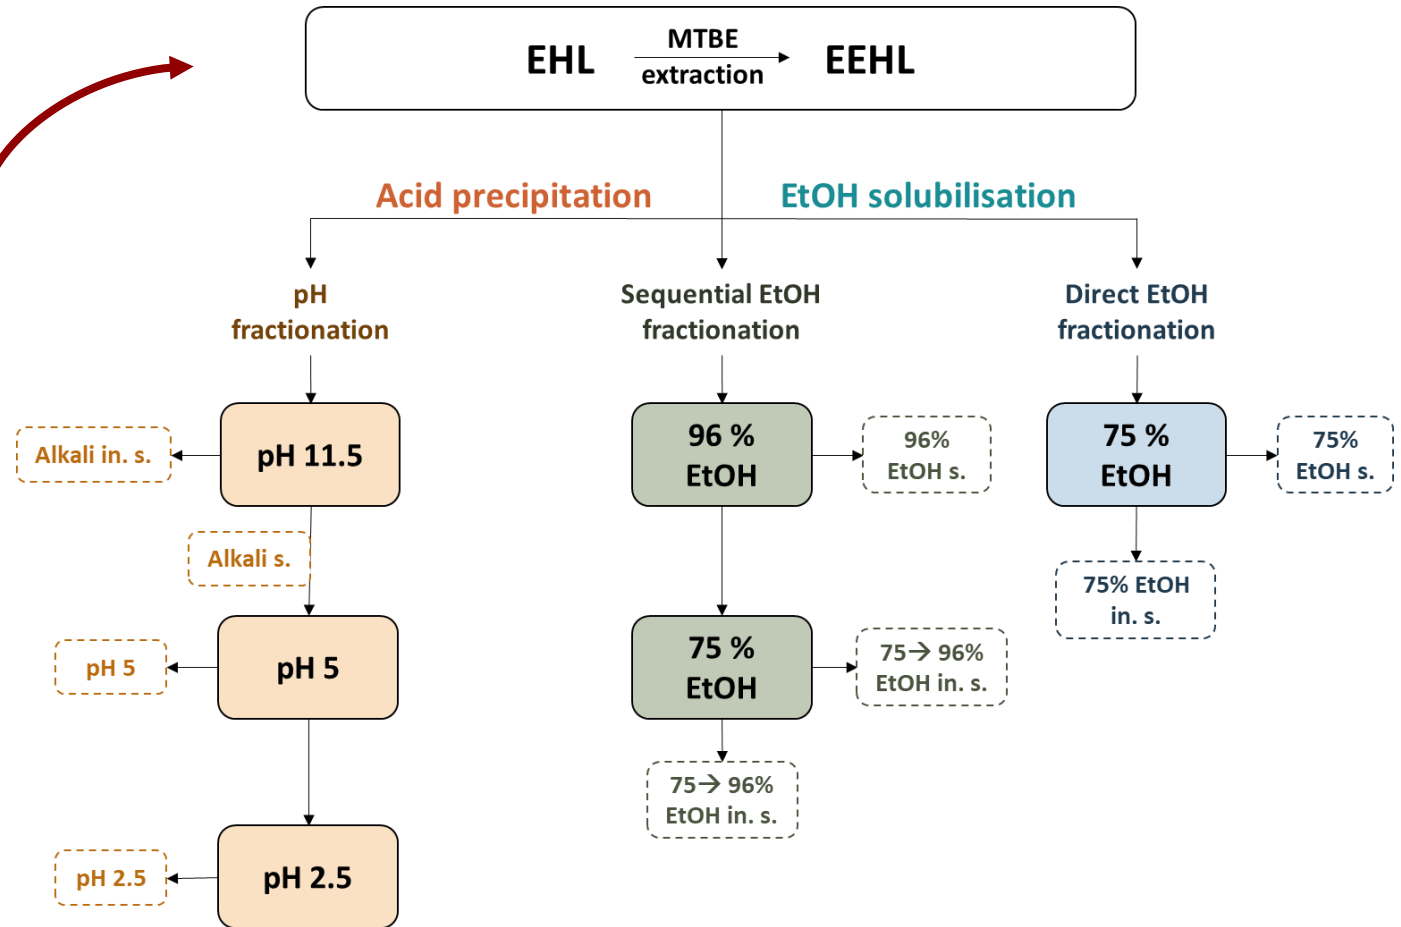 EHL
MTBE
extraction
EEHL
Acid precipitation
EtOH solubilisation
pH
fractionation
Sequential EtOH
fractionation
Direct EtOH
fractionation
Alkali in. s.
pH 11.5
96 %
EtOH
96%
EtOH s.
75 %
EtOH
75%
EtOH s.
Alkali s.
75% EtOH
in. s.
pH 5
pH 5
75 %
EtOH
75→ 96%
EtOH in. s.
75→ 96%
EtOH in. s.
pH 2.5
pH 2.5